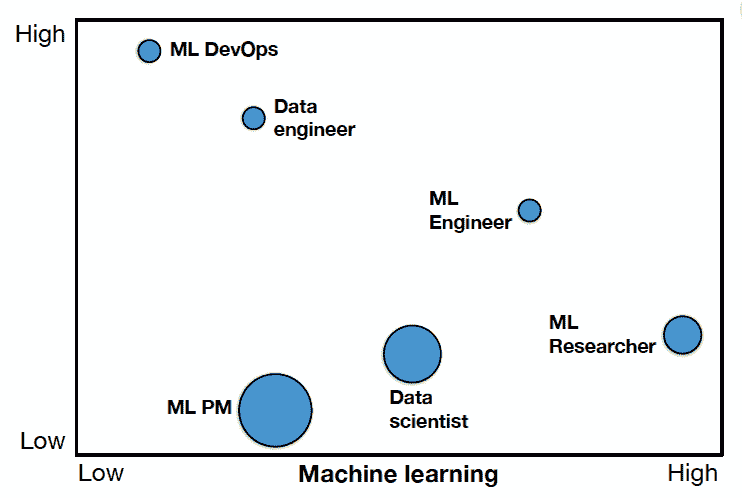 High
ML DevOps
Data
engineer
ML
Engineer
ML
Researcher
ML PM
Data
scientist
Low
Low
Machine learning
High